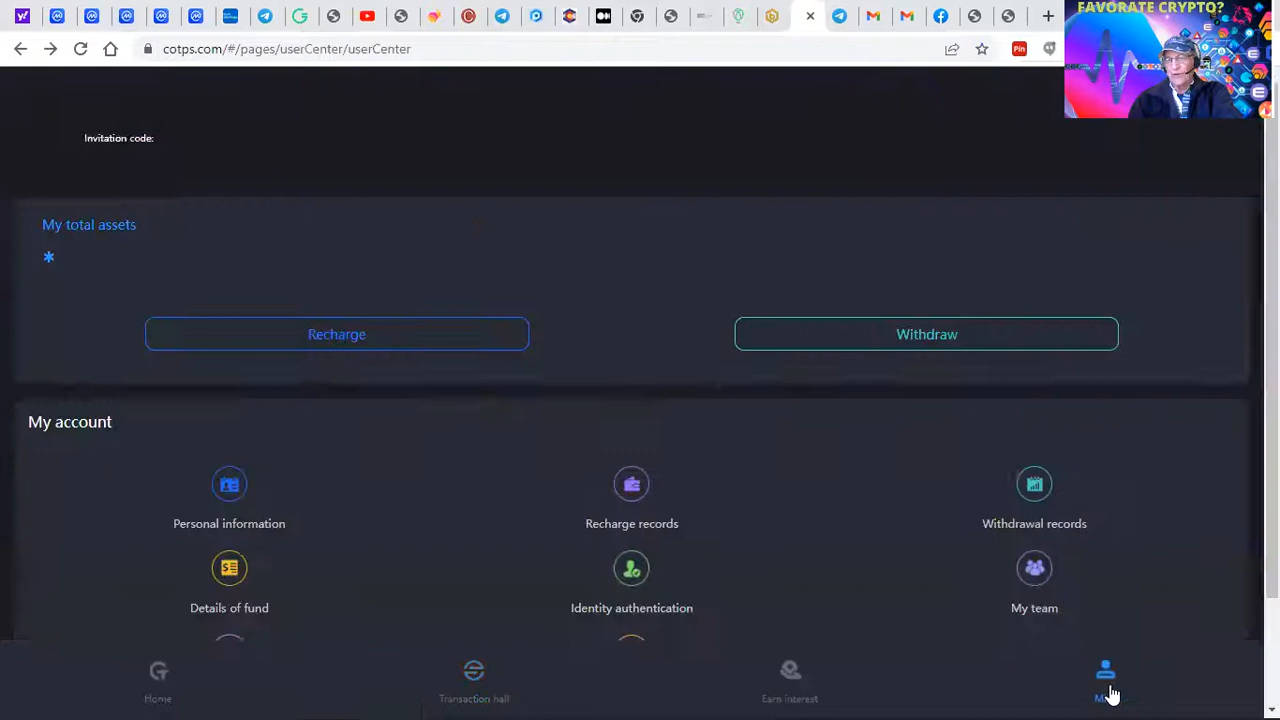 FAVORATE CRYPTO?
cotps.com/#/pages/userCenter/userCenter
Pin
Invitation code:
My total assets
*
Recharge
Withdraw
My account
Personal information
Recharge records
Withdrawal records
Details of fund
Identity authentication
My team
Home
Transaction hall
Earn interest